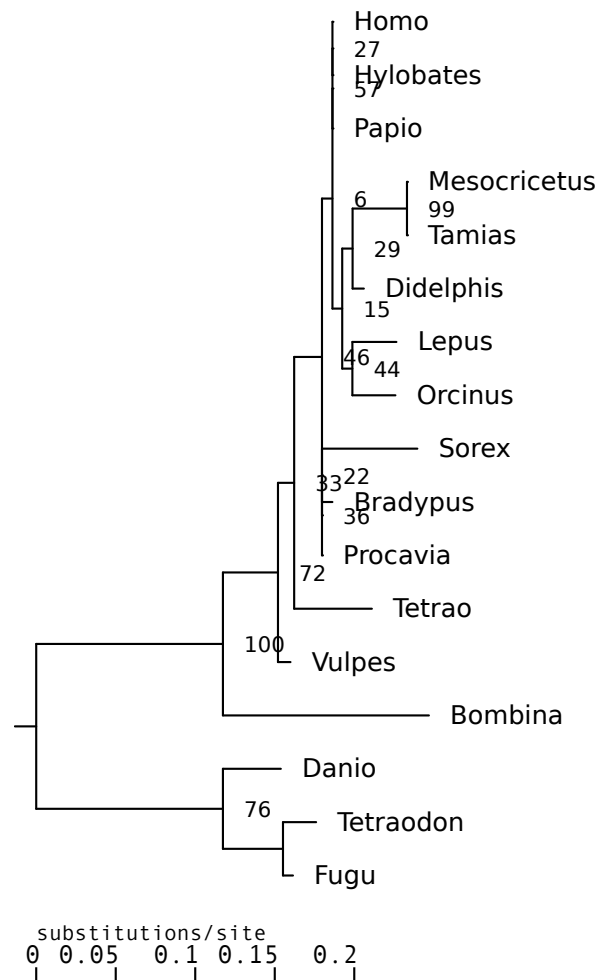 Homo
27
Hylobates
57
Papio
Mesocricetus
6
99
Tamias
29
Didelphis
15
Lepus
46
44
Orcinus
Sorex
22
33
Bradypus
36
Procavia
72
Tetrao
100
Vulpes
Bombina
Danio
76
Tetraodon
Fugu
substitutions/site
0 0.05 0.1 0.15 0.2